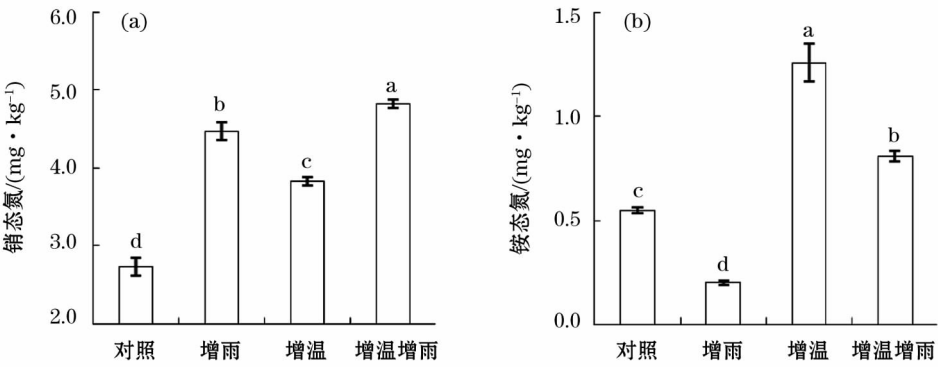 (a)
销态氮/(mg·kg⁻¹)
6.0
5.0
4.0
3.0
2.0
d
b
c
a
对照 增雨 增温 增温增雨
(b)
铵态氮/(mg·kg⁻¹)
1.5
1.0
0.5
0.0
c
d
a
b
对照 增雨 增温 增温增雨